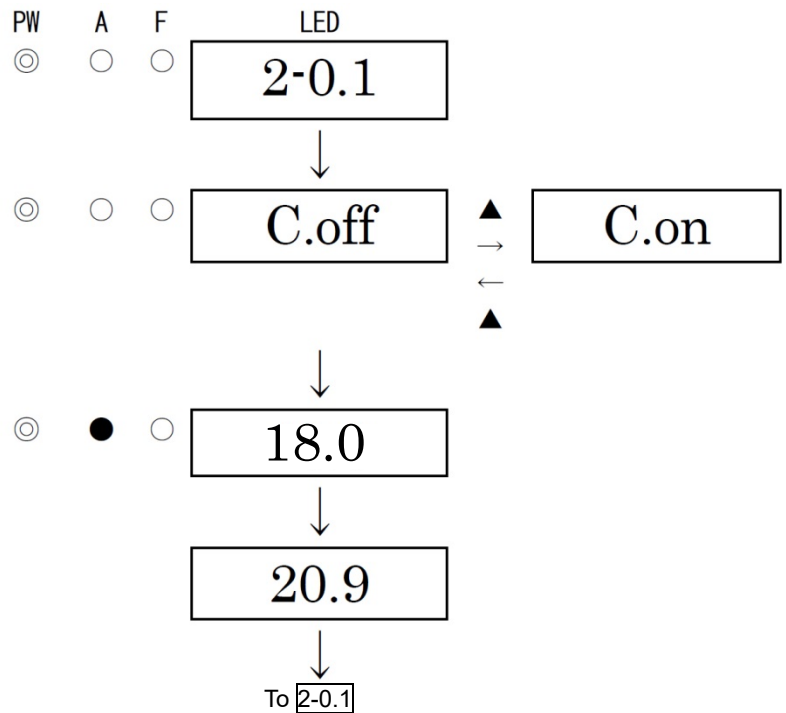 PW A F LED
◎ ○ ○ 2-0.1
↓
◎ ○ ○ C.off ▲ → ← ▲ C.on
↓
◎ ● ○ 18.0
↓
20.9
↓
To 2-0.1